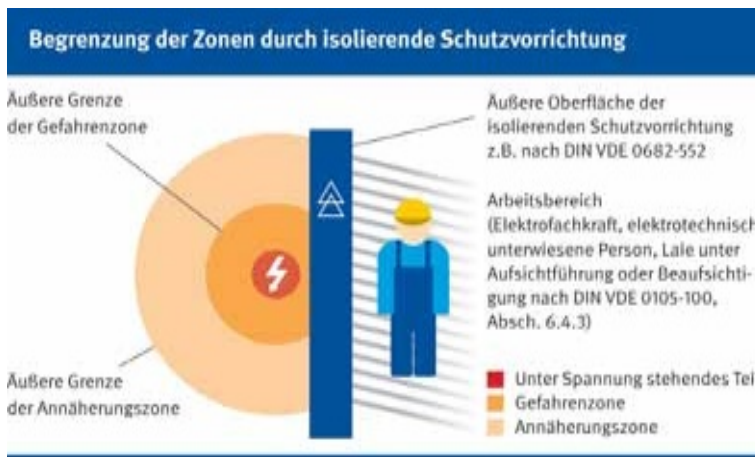 Begrenzung der Zonen durch isolierende Schutzvorrichtung
Äußere Grenze
der Gefahrenzone
Äußere Oberfläche der
isolierenden Schutzvorrichtung
z.B. nach DIN VDE 0682-552
Arbeitsbereich
(Elektrofachkraft, elektrotechnisch
unterwiesene Person, Laie unter
Aufsichtführung oder Beaufsichti-
gung nach DIN VDE 0105-100,
Absch. 6.4.3)
Äußere Grenze
der Annäherungszone
Unter Spannung stehendes Teil
Gefahrenzone
Annäherungszone